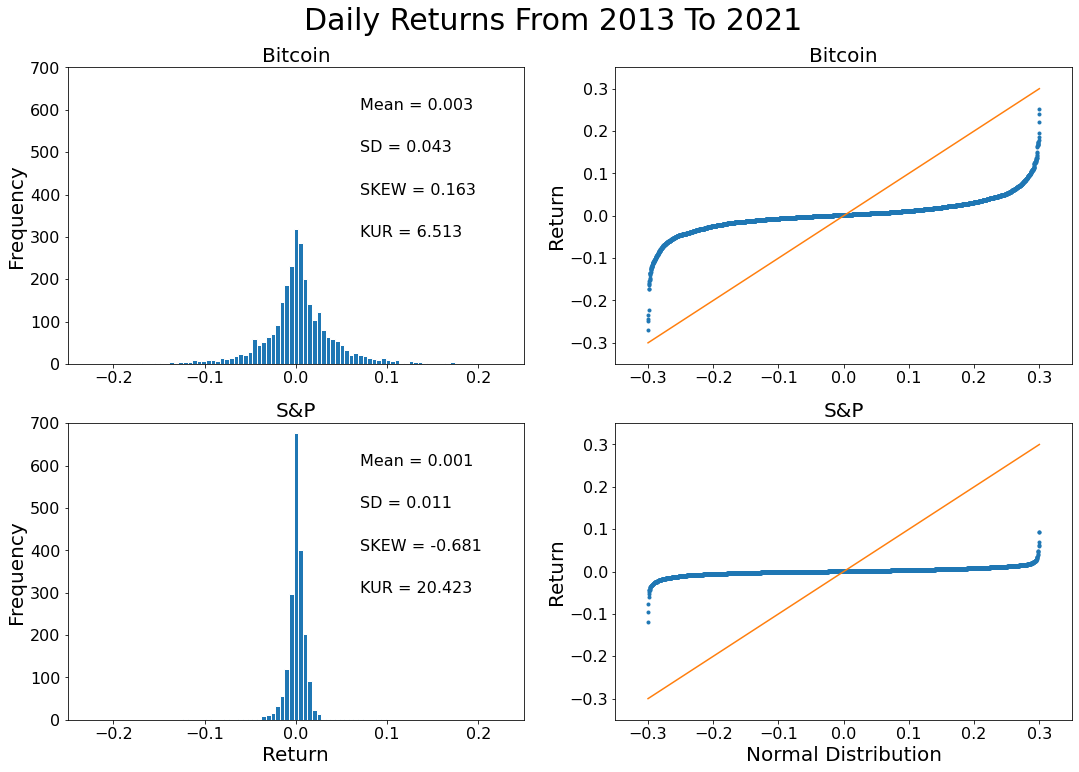 Daily Returns From 2013 To 2021
Bitcoin
700
600
500
400
300
200
100
0
Frequency
Mean = 0.003
SD = 0.043
SKEW = 0.163
KUR = 6.513
−0.2 −0.1 0.0 0.1 0.2
Bitcoin
0.3
0.2
0.1
0.0
−0.1
−0.2
−0.3
Return
−0.3 −0.2 −0.1 0.0 0.1 0.2 0.3
S&P
700
600
500
400
300
200
100
0
Frequency
Mean = 0.001
SD = 0.011
SKEW = -0.681
KUR = 20.423
−0.2 −0.1 0.0 0.1 0.2
Return
S&P
0.3
0.2
0.1
0.0
−0.1
−0.2
−0.3
Return
−0.3 −0.2 −0.1 0.0 0.1 0.2 0.3
Normal Distribution